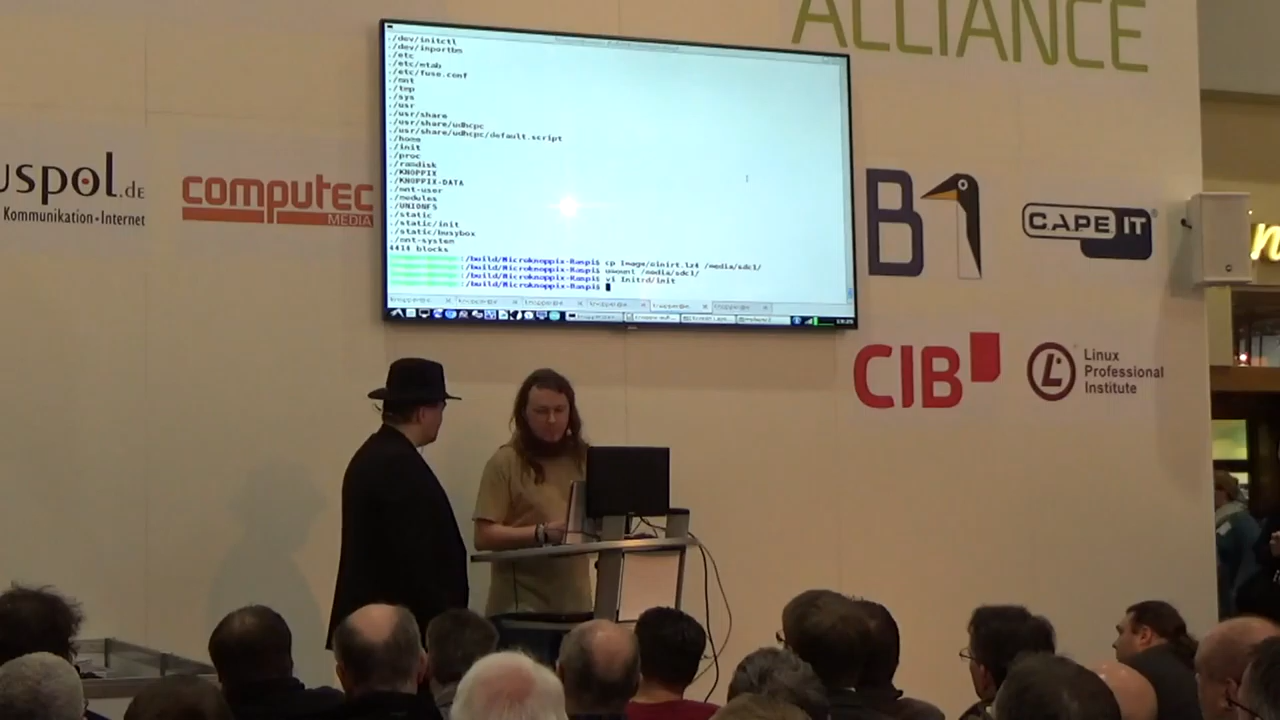 ALLIANCE
./dev/initctl
./dev/inportbm
./etc
./etc/mtab
./etc/fuse.conf
./mnt
./tmp
./sys
./usr
./usr/share
./usr/share/udhcpc
./usr/share/udhcpc/default.script
./home
./init
./proc
./ramdisk
./KNOPPIX
./KNOPPIX-DATA
./mnt-user
./modules
./UNIONFS
./static
./static/init
./static/busybox
./mnt-system
4414 blocks
:/build/Microknoppix-Raspi$ cp Image/minirt.lz4 /media/sdc1/
:/build/Microknoppix-Raspi$ umount /media/sdc1/
:/build/Microknoppix-Raspi$ vi Initrd/init
:/build/Microknoppix-Raspi$
uspol.de
Kommunikation-Internet
computec
MEDIA
B1
C.A.P.E IT
CIB
Linux
Professional
Institute